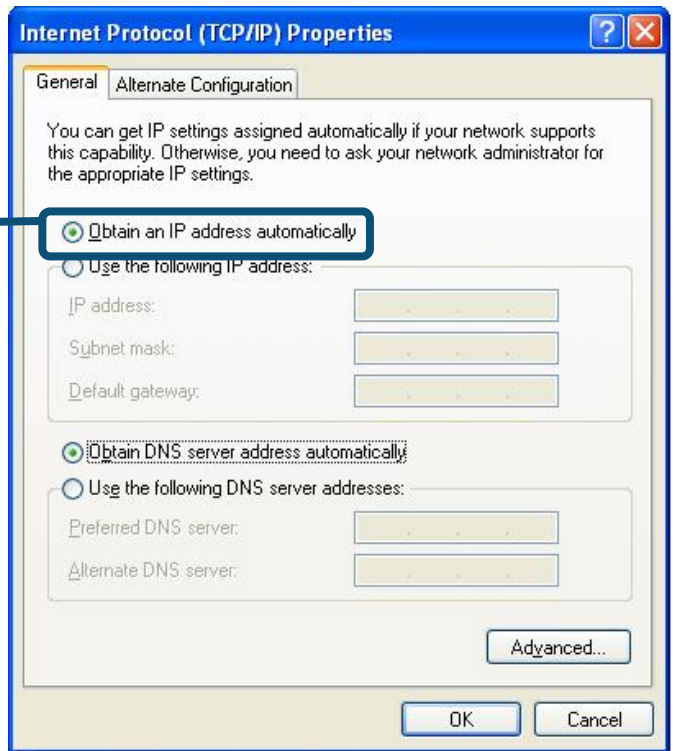 Internet Protocol (TCP/IP) Properties
General
Alternate Configuration
You can get IP settings assigned automatically if your network supports
this capability. Otherwise, you need to ask your network administrator for
the appropriate IP settings.
Obtain an IP address automatically
Use the following IP address:
IP address:
Subnet mask:
Default gateway:
Obtain DNS server address automatically
Use the following DNS server addresses:
Preferred DNS server:
Alternate DNS server:
Advanced...
OK
Cancel